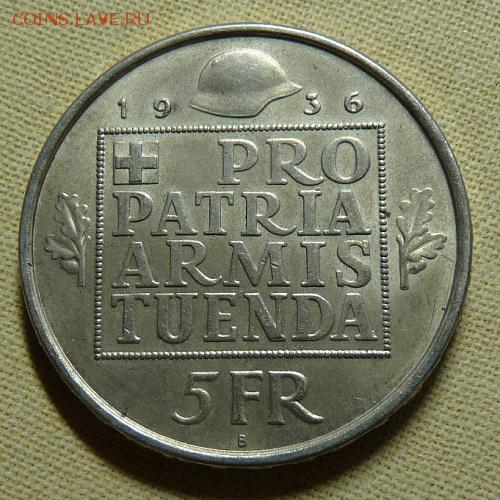 COINS.LAVE.RU
1936
PRO
PATRIA
ARMIS
TUENDA
5 FR
B